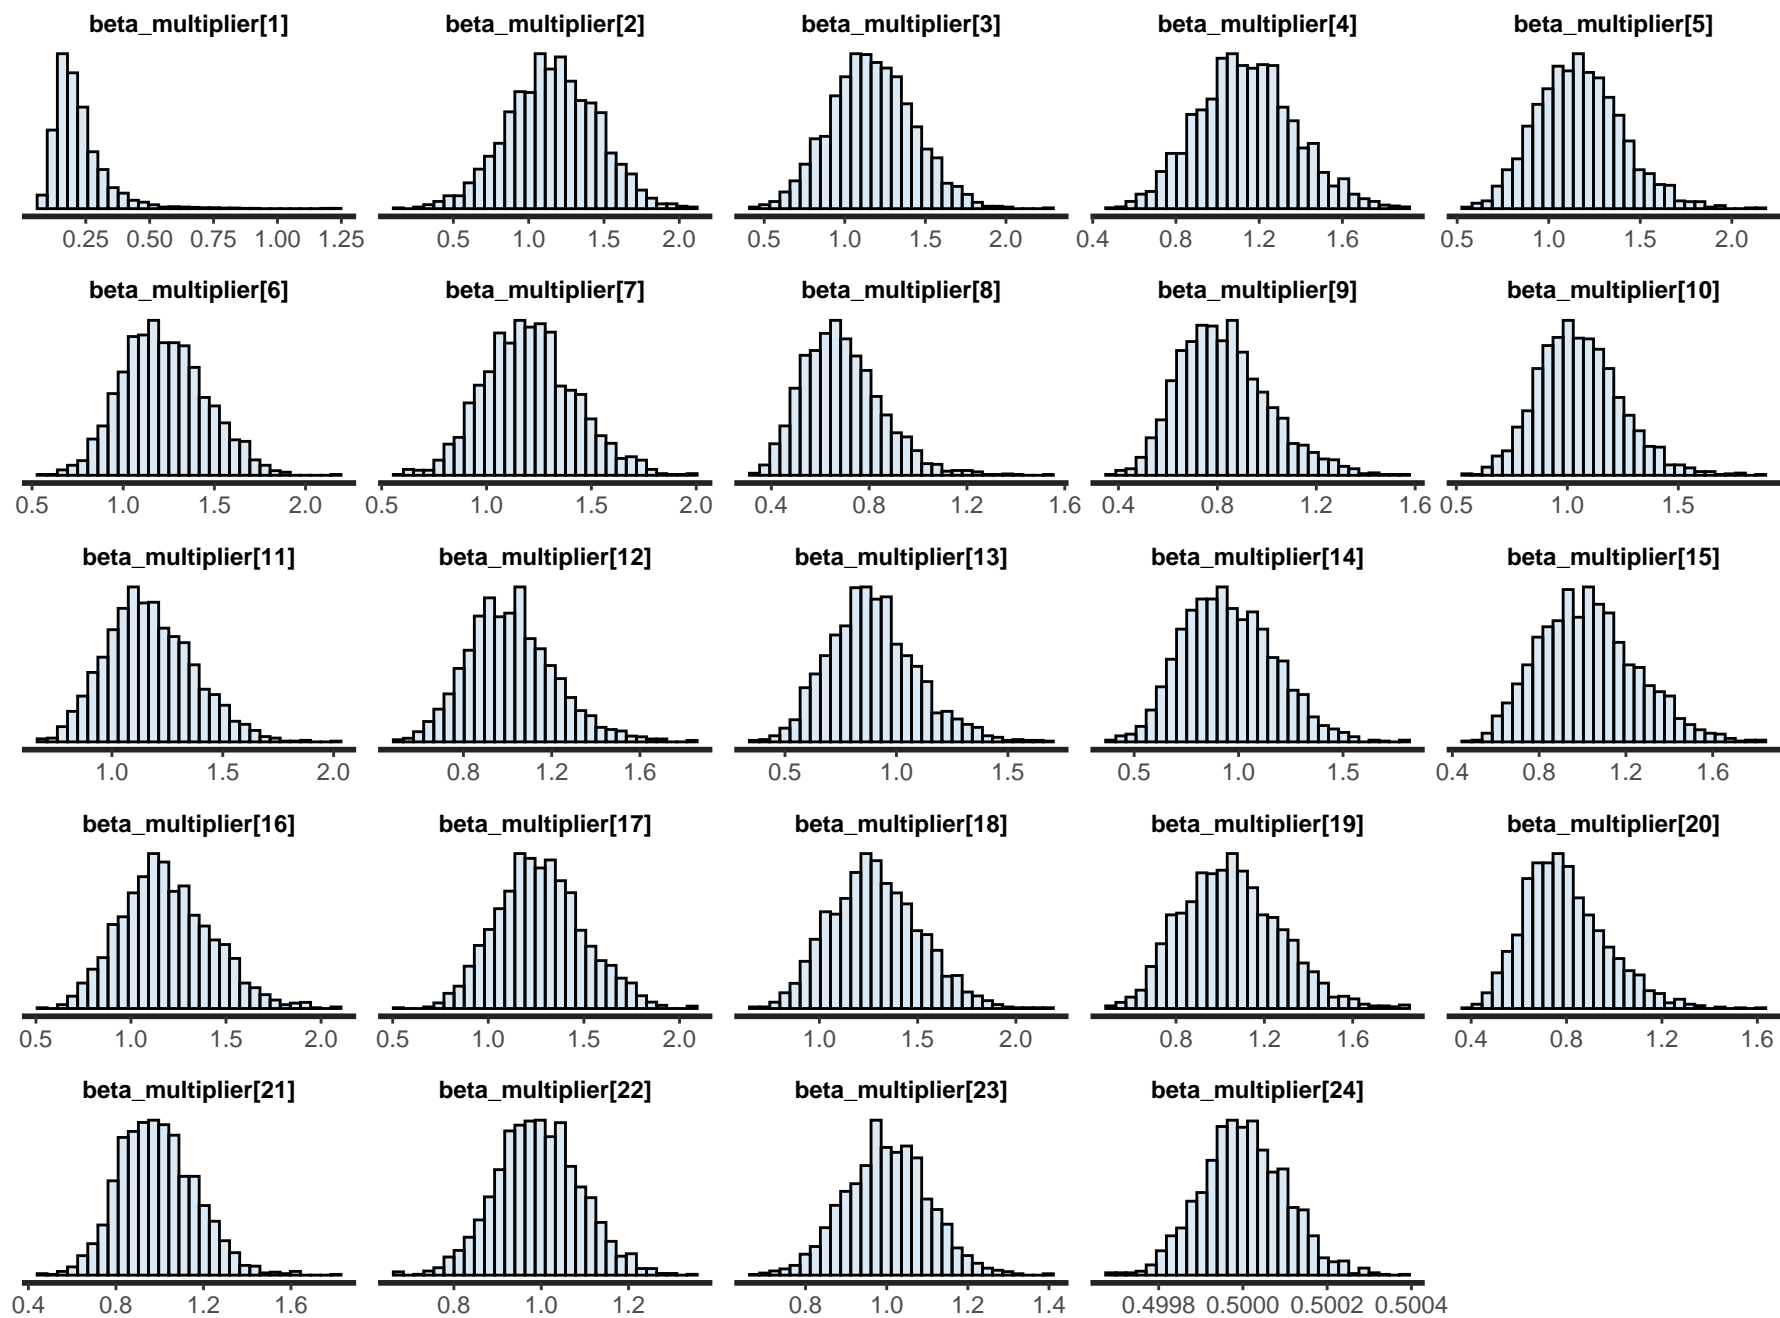 beta_multiplier[1] beta_multiplier[2] beta_multiplier[3] beta_multiplier[4] beta_multiplier[5]
0.25 0.50 0.75 1.00 1.25 0.5 1.0 1.5 2.0 0.5 1.0 1.5 2.0 0.4 0.8 1.2 1.6 0.5 1.0 1.5 2.0
beta_multiplier[6] beta_multiplier[7] beta_multiplier[8] beta_multiplier[9] beta_multiplier[10]
0.5 1.0 1.5 2.0 0.5 1.0 1.5 2.0 0.4 0.8 1.2 1.6 0.4 0.8 1.2 1.6 0.5 1.0 1.5
beta_multiplier[11] beta_multiplier[12] beta_multiplier[13] beta_multiplier[14] beta_multiplier[15]
1.0 1.5 2.0 0.8 1.2 1.6 0.5 1.0 1.5 0.5 1.0 1.5 0.4 0.8 1.2 1.6
beta_multiplier[16] beta_multiplier[17] beta_multiplier[18] beta_multiplier[19] beta_multiplier[20]
0.5 1.0 1.5 2.0 0.5 1.0 1.5 2.0 1.0 1.5 2.0 0.8 1.2 1.6 0.4 0.8 1.2 1.6
beta_multiplier[21] beta_multiplier[22] beta_multiplier[23] beta_multiplier[24]
0.4 0.8 1.2 1.6 0.8 1.0 1.2 0.8 1.0 1.2 1.4 0.4998 0.5000 0.5002 0.5004